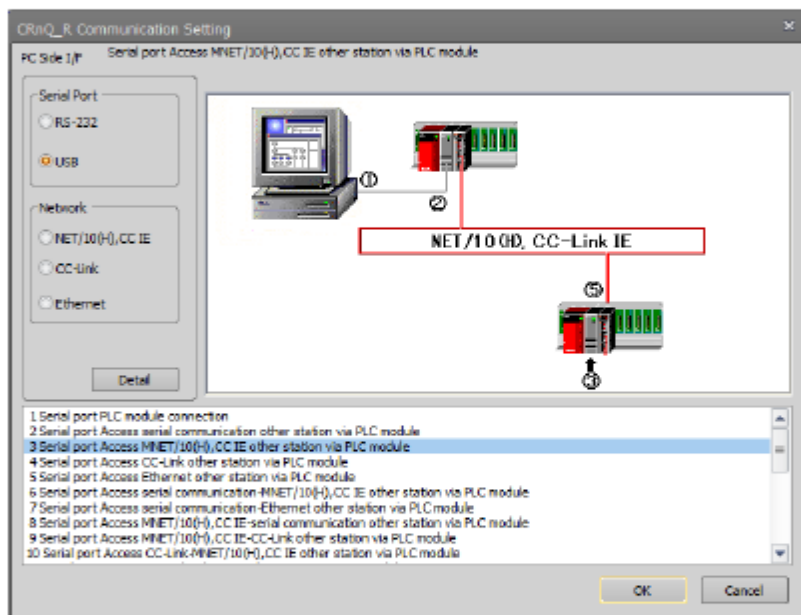 CRnQ_R Communication Setting
PC Side I/F Serial port Access MNET/10(H),CC IE other station via PLC module
Serial Port
RS-232
USB
Network
NET/10(H),CC IE
CC-Link
Ethernet
Detail
①
②
NET/10(H), CC-Link IE
⑤
③
1 Serial port PLC module connection
2 Serial port Access serial communication other station via PLC module
3 Serial port Access MNET/10(H),CC IE other station via PLC module
4 Serial port Access CC-Link other station via PLC module
5 Serial port Access Ethernet other station via PLC module
6 Serial port Access serial communication-MNET/10(H),CC IE other station via PLC module
7 Serial port Access serial communication-Ethernet other station via PLC module
8 Serial port Access MNET/10(H),CC IE-serial communication other station via PLC module
9 Serial port Access MNET/10(H),CC IE-CC-Link other station via PLC module
10 Serial port Access CC-Link-MNET/10(H),CC IE other station via PLC module
OK Cancel